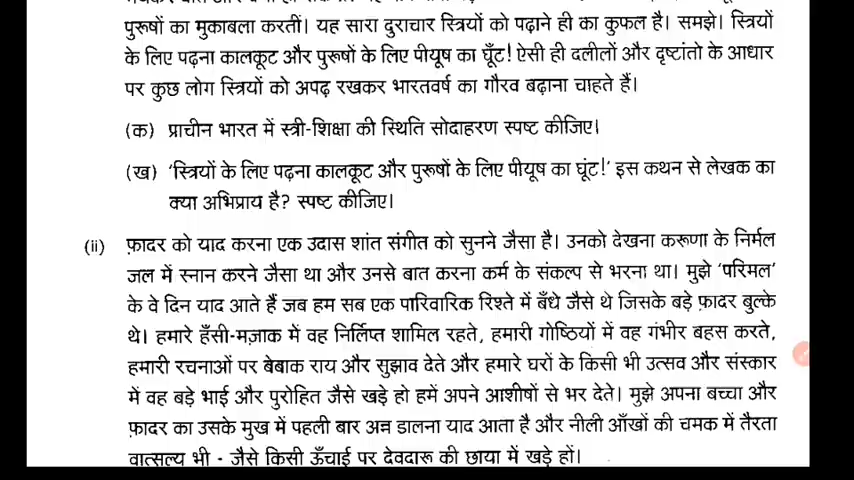 पुरूषों का मुकाबला करतीं। यह सारा दुराचार स्त्रियों को पढ़ाने ही का कुफल है। समझे। स्त्रियों
के लिए पढ़ना कालकूट और पुरूषों के लिए पीयूष का घूँट! ऐसी ही दलीलों और दृष्टांतो के आधार
पर कुछ लोग स्त्रियों को अपढ़ रखकर भारतवर्ष का गौरव बढ़ाना चाहते हैं।
(क) प्राचीन भारत में स्त्री-शिक्षा की स्थिति सोदाहरण स्पष्ट कीजिए।
(ख) 'स्त्रियों के लिए पढ़ना कालकूट और पुरूषों के लिए पीयूष का घूंट!' इस कथन से लेखक का
क्या अभिप्राय है? स्पष्ट कीजिए।
(ii) फ़ादर को याद करना एक उदास शांत संगीत को सुनने जैसा है। उनको देखना करूणा के निर्मल
जल में स्नान करने जैसा था और उनसे बात करना कर्म के संकल्प से भरना था। मुझे 'परिमल'
के वे दिन याद आते हैं जब हम सब एक पारिवारिक रिश्ते में बँधे जैसे थे जिसके बड़े फ़ादर बुल्के
थे। हमारे हँसी-मज़ाक में वह निर्लिप्त शामिल रहते, हमारी गोष्ठियों में वह गंभीर बहस करते,
हमारी रचनाओं पर बेबाक राय और सुझाव देते और हमारे घरों के किसी भी उत्सव और संस्कार
में वह बड़े भाई और पुरोहित जैसे खड़े हो हमें अपने आशीषों से भर देते। मुझे अपना बच्चा और
फ़ादर का उसके मुख में पहली बार अन्न डालना याद आता है और नीली आँखों की चमक में तैरता
वात्सल्य भी - जैसे किसी ऊँचाई पर देवदारू की छाया में खड़े हों।